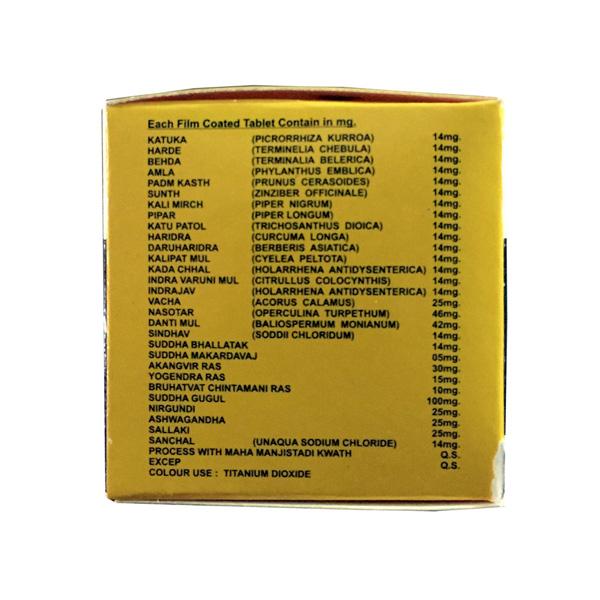 Each Film Coated Tablet Contain in mg.
KATUKA (PICRORRHIZA KURROA) 14mg.
HARDE (TERMINELIA CHEBULA) 14mg.
BEHDA (TERMINALIA BELERICA) 14mg.
AMLA (PHYLANTHUS EMBLICA) 14mg.
PADM KASTH (PRUNUS CERASOIDES) 14mg.
SUNTH (ZINZIBER OFFICINALE) 14mg.
KALI MIRCH (PIPER NIGRUM) 14mg.
PIPAR (PIPER LONGUM) 14mg.
KATU PATOL (TRICHOSANTHUS DIOICA) 14mg.
HARIDRA (CURCUMA LONGA) 14mg.
DARUHARIDRA (BERBERIS ASIATICA) 14mg.
KALIPAT MUL (CYELEA PELTOTA) 14mg.
KADA CHHAL (HOLARRHENA ANTIDYSENTERICA) 14mg.
INDRA VARUNI MUL (CITRULLUS COLOCYNTHIS) 14mg.
INDRAJAV (HOLARRHENA ANTIDYSENTERICA) 14mg.
VACHA (ACORUS CALAMUS) 25mg.
NASOTAR (OPERCULINA TURPETHUM) 46mg.
DANTI MUL (BALIOSPERMUM MONIANUM) 42mg.
SINDHAV (SODDII CHLORIDUM) 14mg.
SUDDHA BHALLATAK 14mg.
SUDDHA MAKARDAVAJ 05mg.
AKANGVIR RAS 30mg.
YOGENDRA RAS 15mg.
BRUHATVAT CHINTAMANI RAS 10mg.
SUDDHA GUGUL 100mg.
NIRGUNDI 25mg.
ASHWAGANDHA 25mg.
SALLAKI 25mg.
SANCHAL (UNAQUA SODIUM CHLORIDE) 14mg.
PROCESS WITH MAHA MANJISTADI KWATH Q.S.
EXCEP Q.S.
COLOUR USE : TITANIUM DIOXIDE